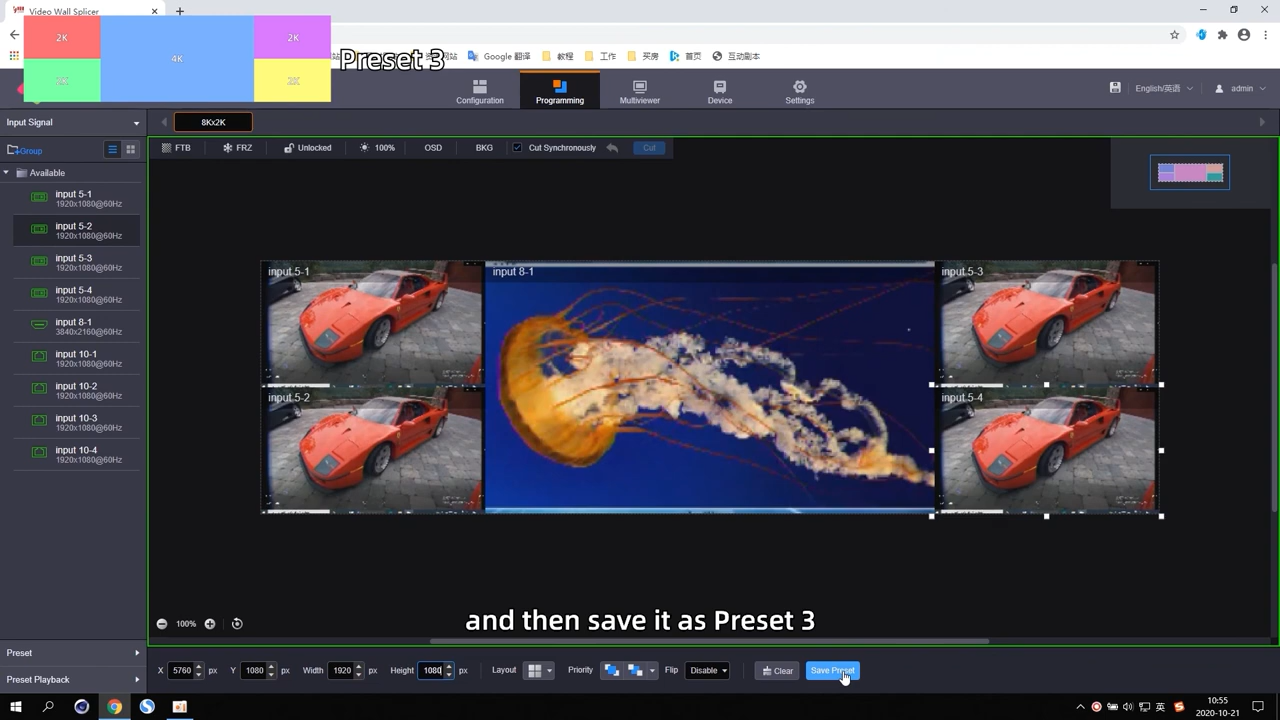 Video Wall Splicer
2K
4K
2K
2K
2K
Preset 3
Google 翻译
教程
工作
买房
首页
互动副本
Configuration
Programming
Multiviewer
Device
Settings
English/英语
admin
Input Signal
8Kx2K
Group
FTB
FRZ
Unlocked
100%
OSD
BKG
Cut Synchronously
Cut
Available
input 5-1
1920x1080@60Hz
input 5-2
1920x1080@60Hz
input 5-3
1920x1080@60Hz
input 5-4
1920x1080@60Hz
input 8-1
3840x2160@60Hz
input 10-1
1920x1080@60Hz
input 10-2
1920x1080@60Hz
input 10-3
1920x1080@60Hz
input 10-4
1920x1080@60Hz
input 5-1
input 8-1
input 5-3
input 5-2
input 5-4
and then save it as Preset 3
100%
Preset
Preset Playback
X 5760 px Y 1080 px Width 1920 px Height 1080 px Layout Priority Flip Disable Clear Save Preset
英
10:55
2020-10-21